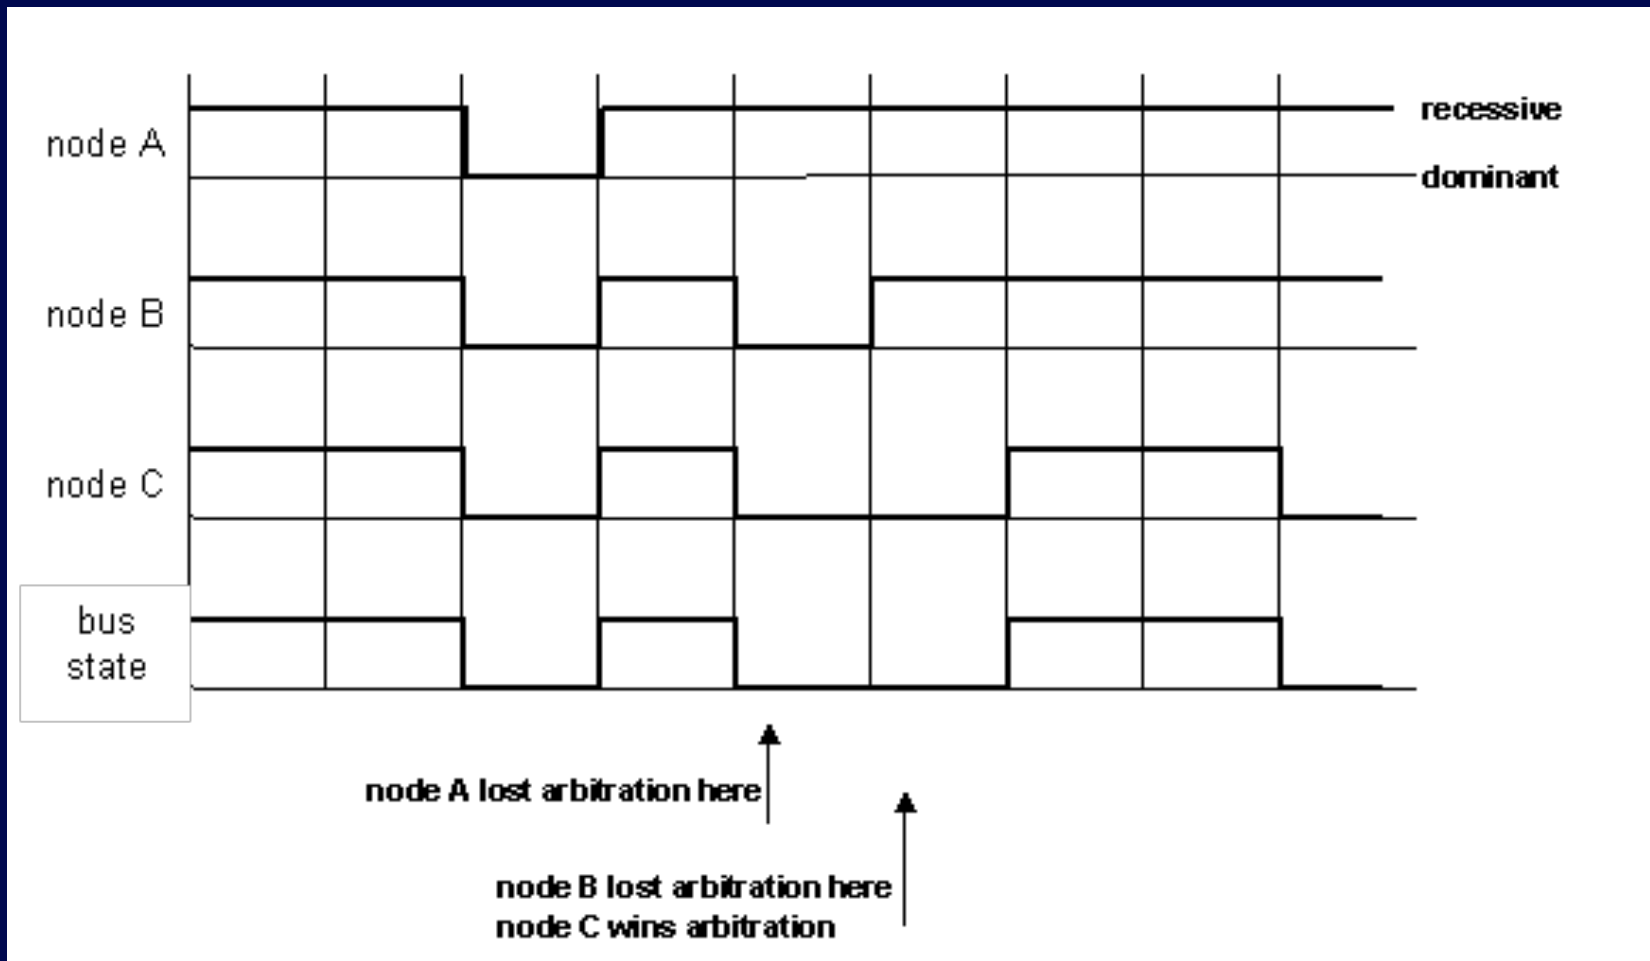 node A
recessive
dominant
node B
node C
bus
state
node A lost arbitration here
node B lost arbitration here
node C wins arbitration